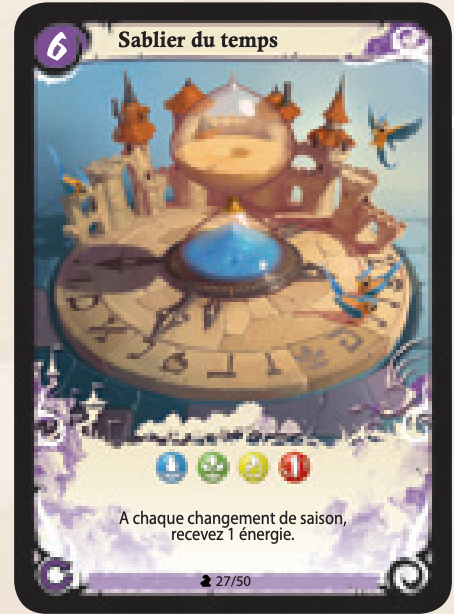 6
Sablier du temps
A chaque changement de saison,
recevez 1 énergie.
27/50